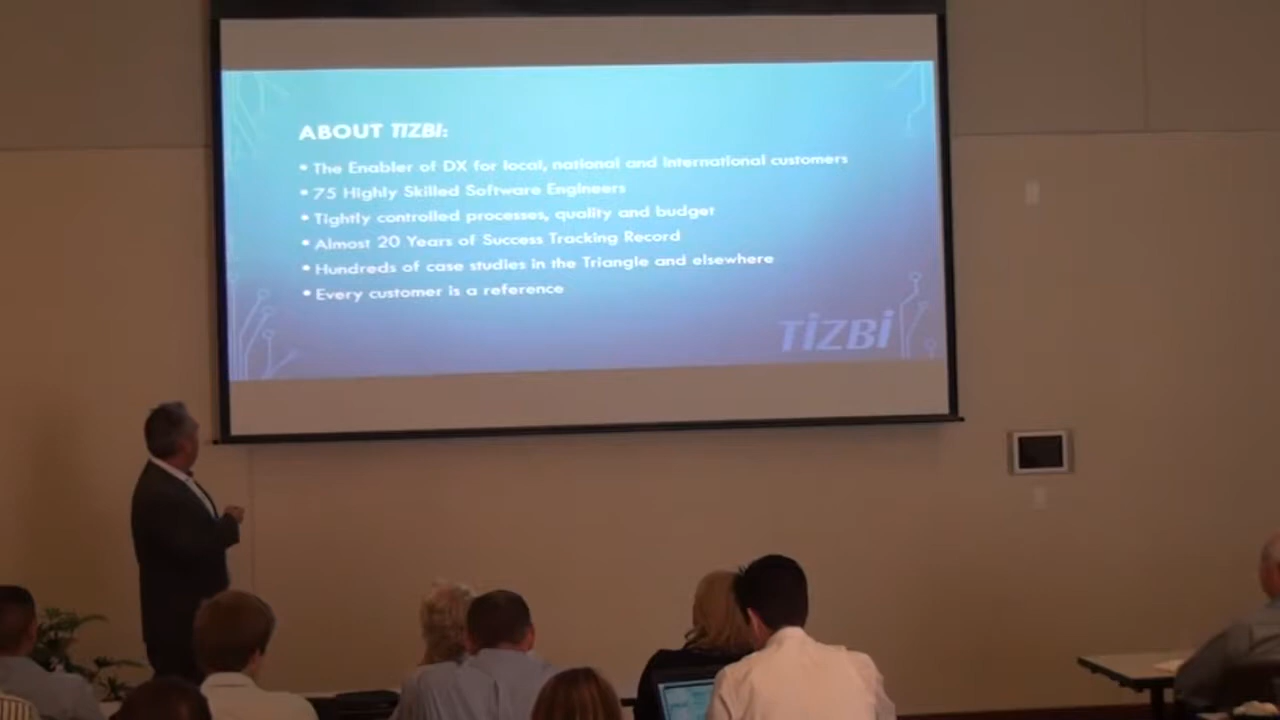 ABOUT TIZBI:
• The Enabler of DX for local, national and international customers
• 75 Highly Skilled Software Engineers
• Tightly controlled processes, quality and budget
• Almost 20 Years of Success Tracking Record
• Hundreds of case studies in the Triangle and elsewhere
• Every customer is a reference
TiZBi